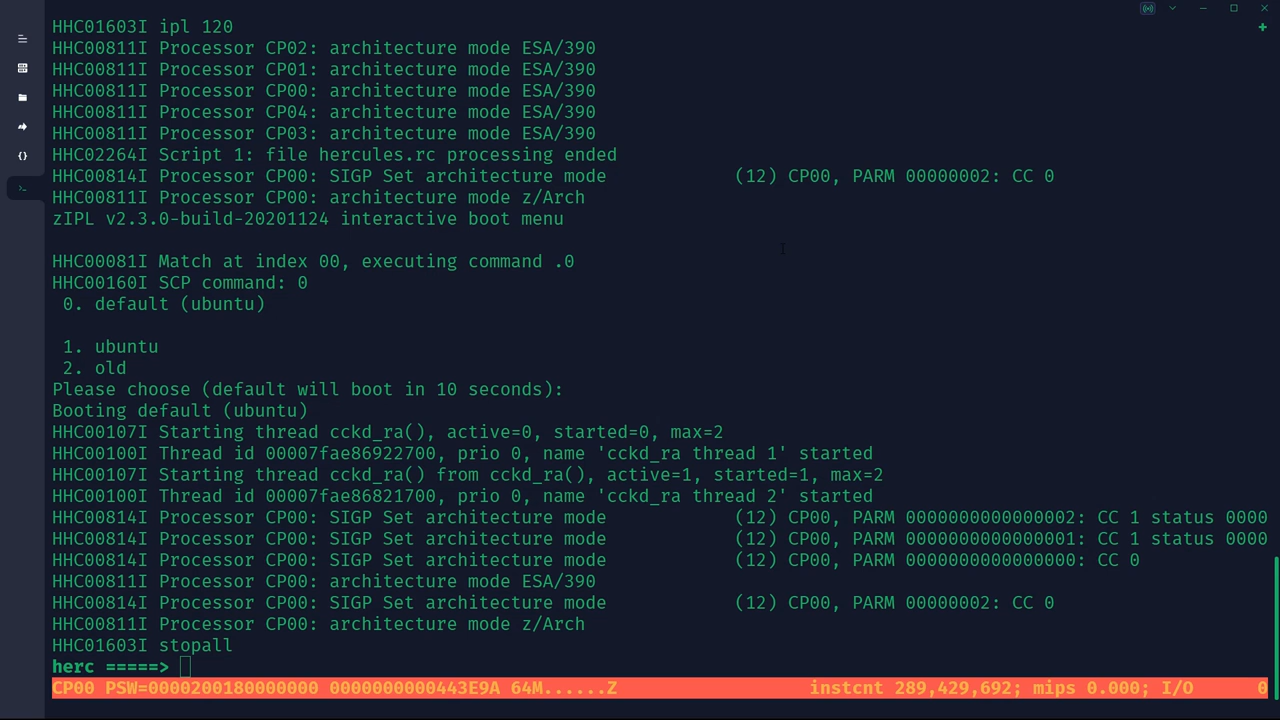 HHC01603I ipl 120
HHC00811I Processor CP02: architecture mode ESA/390
HHC00811I Processor CP01: architecture mode ESA/390
HHC00811I Processor CP00: architecture mode ESA/390
HHC00811I Processor CP04: architecture mode ESA/390
HHC00811I Processor CP03: architecture mode ESA/390
HHC02264I Script 1: file hercules.rc processing ended
HHC00814I Processor CP00: SIGP Set architecture mode (12) CP00, PARM 00000002: CC 0
HHC00811I Processor CP00: architecture mode z/Arch
zIPL v2.3.0-build-20201124 interactive boot menu
HHC00081I Match at index 00, executing command .0
HHC00160I SCP command: 0
0. default (ubuntu)
1. ubuntu
2. old
Please choose (default will boot in 10 seconds):
Booting default (ubuntu)
HHC00107I Starting thread cckd_ra(), active=0, started=0, max=2
HHC00100I Thread id 00007fae86922700, prio 0, name 'cckd_ra thread 1' started
HHC00107I Starting thread cckd_ra() from cckd_ra(), active=1, started=1, max=2
HHC00100I Thread id 00007fae86821700, prio 0, name 'cckd_ra thread 2' started
HHC00814I Processor CP00: SIGP Set architecture mode (12) CP00, PARM 0000000000000002: CC 1 status 0000
HHC00814I Processor CP00: SIGP Set architecture mode (12) CP00, PARM 0000000000000001: CC 1 status 0000
HHC00814I Processor CP00: SIGP Set architecture mode (12) CP00, PARM 0000000000000000: CC 0
HHC00811I Processor CP00: architecture mode ESA/390
HHC00814I Processor CP00: SIGP Set architecture mode (12) CP00, PARM 00000002: CC 0
HHC00811I Processor CP00: architecture mode z/Arch
HHC01603I stopall
herc =====>
CP00 PSW=0000200180000000 0000000000443E9A 64M......Z instcnt 289,429,692; mips 0.000; I/O 0